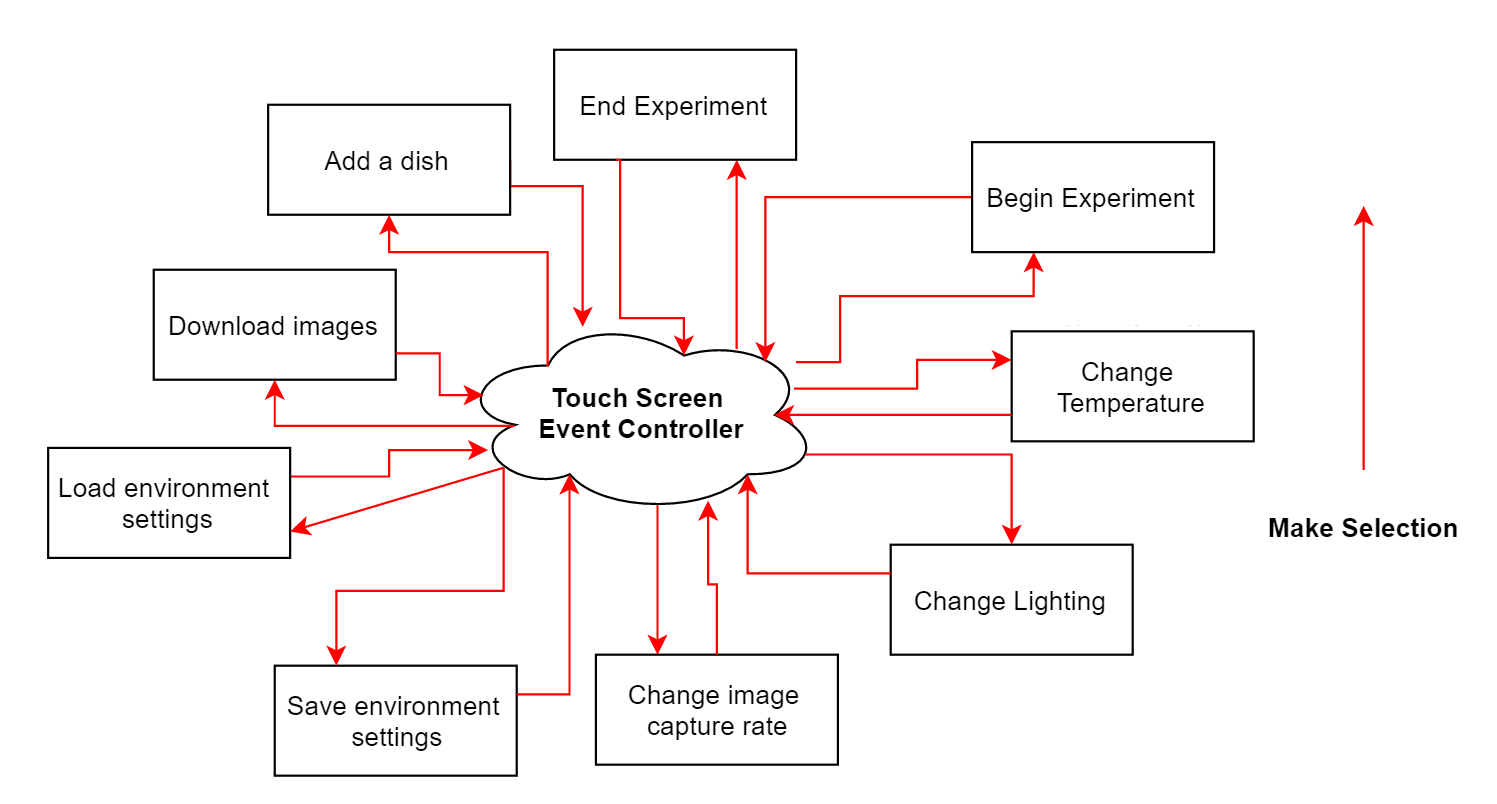 End Experiment
Add a dish
Begin Experiment
Download images
Change
Temperature
Touch Screen
Event Controller
Load environment
settings
Make Selection
Change Lighting
Save environment
settings
Change image
capture rate